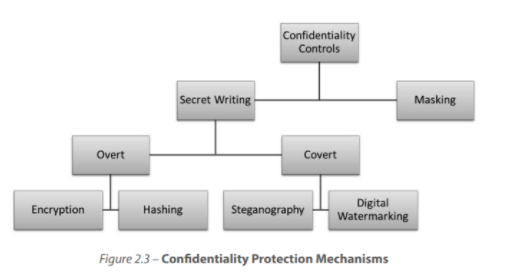 Confidentiality
Controls
Secret Writing
Masking
Overt
Covert
Encryption
Hashing
Steganography
Digital
Watermarking
Figure 2.3 – Confidentiality Protection Mechanisms